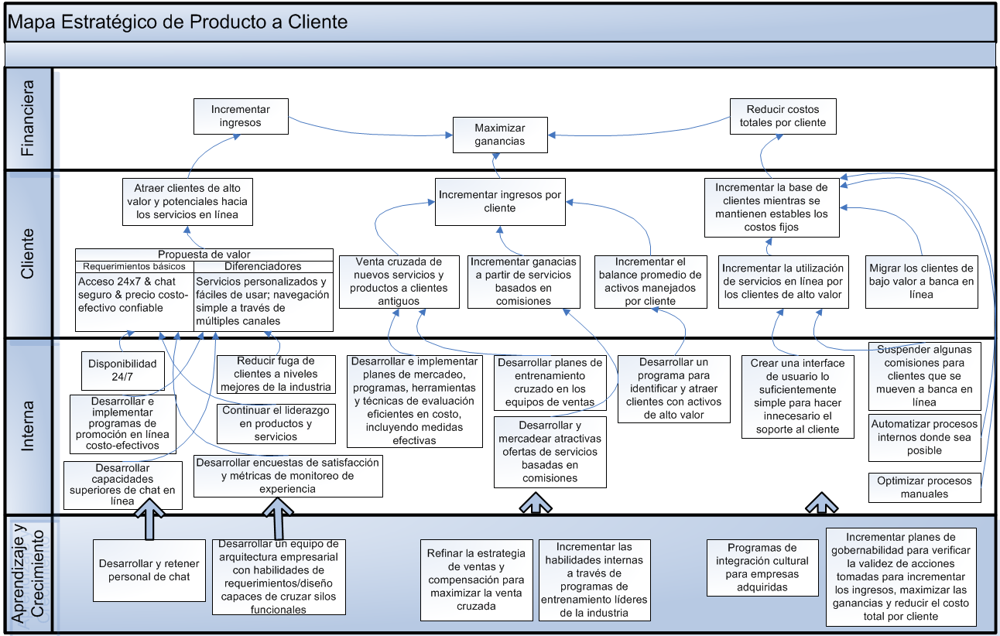 Mapa Estratégico de Producto a Cliente
Financiera
Incrementar
ingresos
Maximizar
ganancias
Reducir costos
totales por cliente
Cliente
Atraer clientes de alto
valor y potenciales hacia
los servicios en línea
Incrementar ingresos por
cliente
Incrementar la base de
clientes mientras se
mantienen estables los
costos fijos
Propuesta de valor
Requerimientos básicos
Diferenciadores
Acceso 24x7 & chat
seguro & precio costo-
efectivo confiable
Servicios personalizados y
fáciles de usar; navegación
simple a través de
múltiples canales
Venta cruzada de
nuevos servicios y
productos a clientes
antiguos
Incrementar ganacias
a partir de servicios
basados en
comisiones
Incrementar el
balance promedio de
activos manejados
por cliente
Incrementar la utilización
de servicios en línea por
los clientes de alto valor
Migrar los clientes de
bajo valor a banca en
línea
Interna
Disponibilidad
24/7
Desarrollar e
implementar
programas de
promoción en línea
costo-efectivos
Desarrollar
capacidades
superiores de chat en
línea
Reducir fuga de
clientes a niveles
mejores de la industria
Continuar el liderazgo
en productos y
servicios
Desarrollar encuestas de satisfacción
y métricas de monitoreo de
experiencia
Desarrollar e implementar
planes de mercadeo,
programas, herramientas
y técnicas de evaluación
eficientes en costo,
incluyendo medidas
efectivas
Desarrollar planes de
entrenamiento
cruzado en los
equipos de ventas
Desarrollar y
mercadear atractivas
ofertas de servicios
basadas en
comisiones
Desarrollar un
programa para
identificar y atraer
clientes con activos
de alto valor
Crear una interface
de usuario lo
suficientemente
simple para hacer
innecesario el
soporte al cliente
Suspender algunas
comisiones para
clientes que se
mueven a banca en
línea
Automatizar procesos
internos donde sea
posible
Optimizar procesos
manuales
Aprendizaje y
Crecimiento
Desarrollar y retener
personal de chat
Desarrollar un equipo de
arquitectura empresarial
con habilidades de
requerimientos/diseño
capaces de cruzar silos
funcionales
Refinar la estrategia
de ventas y
compensación para
maximizar la venta
cruzada
Incrementar las
habilidades internas
a través de
programas de
entrenamiento líderes
de la industria
Programas de
integración cultural
para empresas
adquiridas
Incrementar planes de
gobernabilidad para verificar
la validez de acciones
tomadas para incrementar
los ingresos, maximizar las
ganancias y reducir el costo
total por cliente